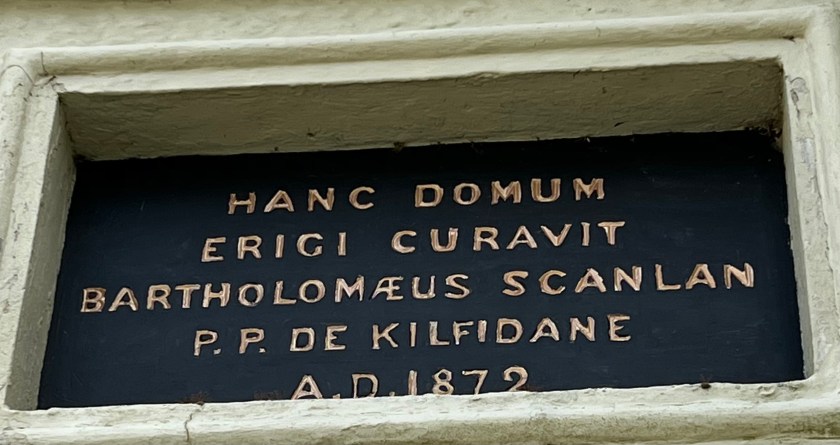 HANC DOMUM
ERIGI CURAVIT
BARTHOLOMÆUS SCANLAN
P.P. DE KILFIDANE
A.D. 1872